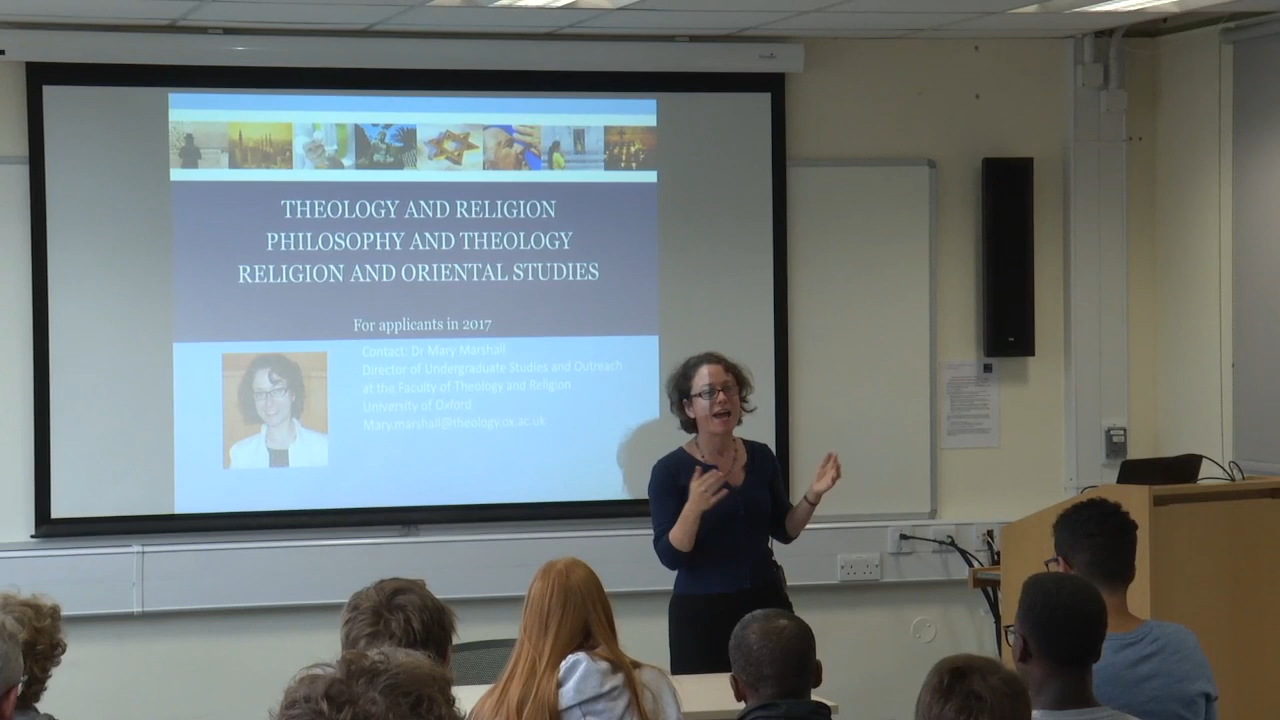 THEOLOGY AND RELIGION
PHILOSOPHY AND THEOLOGY
RELIGION AND ORIENTAL STUDIES
For applicants in 2017
Contact: Dr Mary Marshall
Director of Undergraduate Studies and Outreach
at the Faculty of Theology and Religion
University of Oxford
Mary.marshall@theology.ox.ac.uk